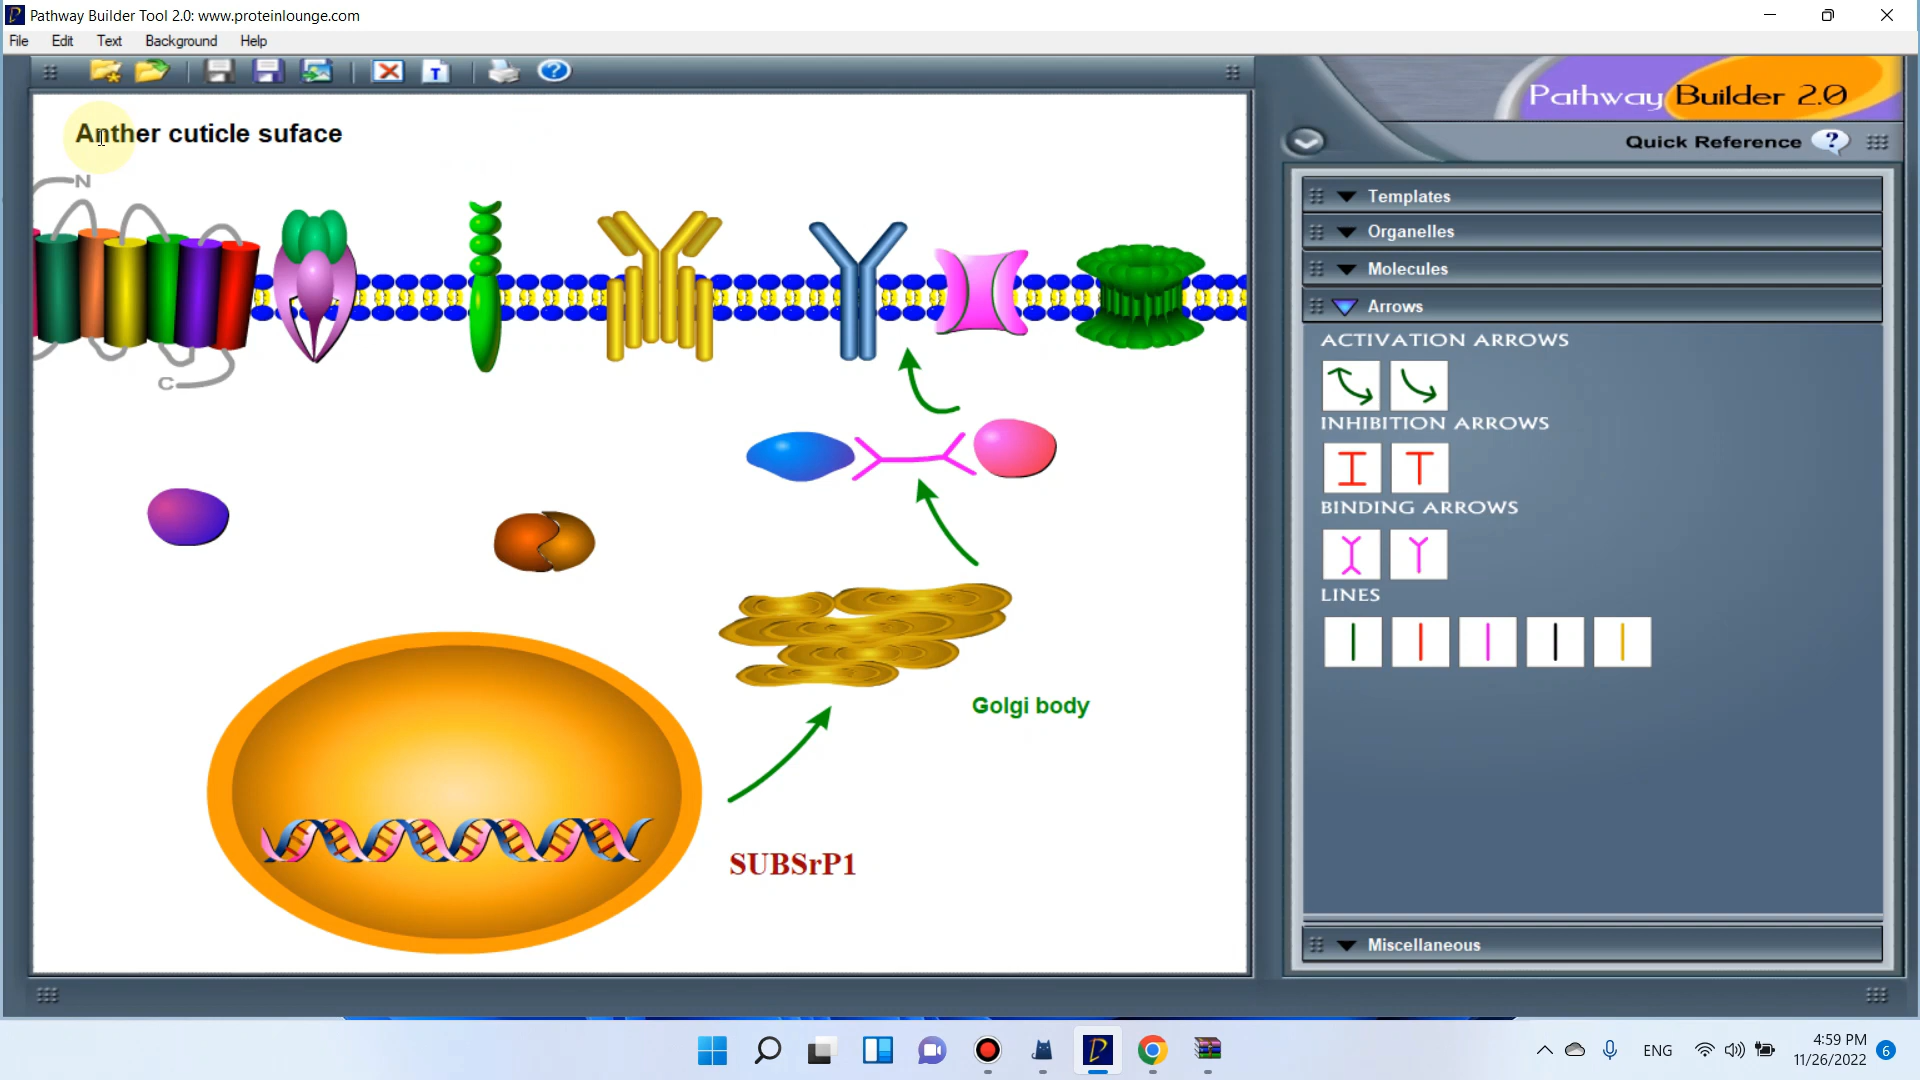 Pathway Builder Tool 2.0: www.proteinlounge.com
File Edit Text Background Help
T
?
Pathway Builder 2.0
Quick Reference ?
Anther cuticle suface
N
C
Golgi body
SUBSrP1
Templates
Organelles
Molecules
Arrows
ACTIVATION ARROWS
INHIBITION ARROWS
BINDING ARROWS
LINES
Miscellaneous
ENG
4:59 PM
11/26/2022
6